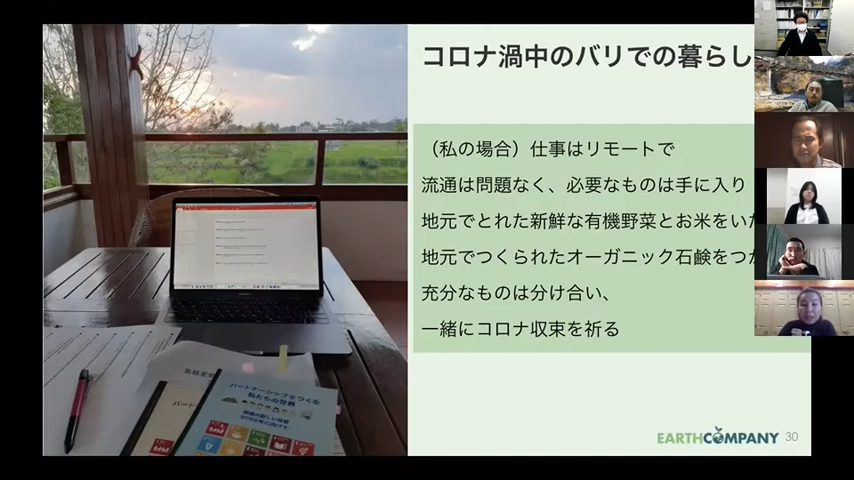 コロナ渦中のバリでの暮らし
（私の場合）仕事はリモートで
流通は問題なく、必要なものは手に入り
地元でとれた新鮮な有機野菜とお米をいた
地元でつくられたオーガニック石鹸をつか
充分なものは分け合い、
一緒にコロナ収束を祈る
パートナーシップでつくる
私たちの世界
EARTHCOMPANY 30